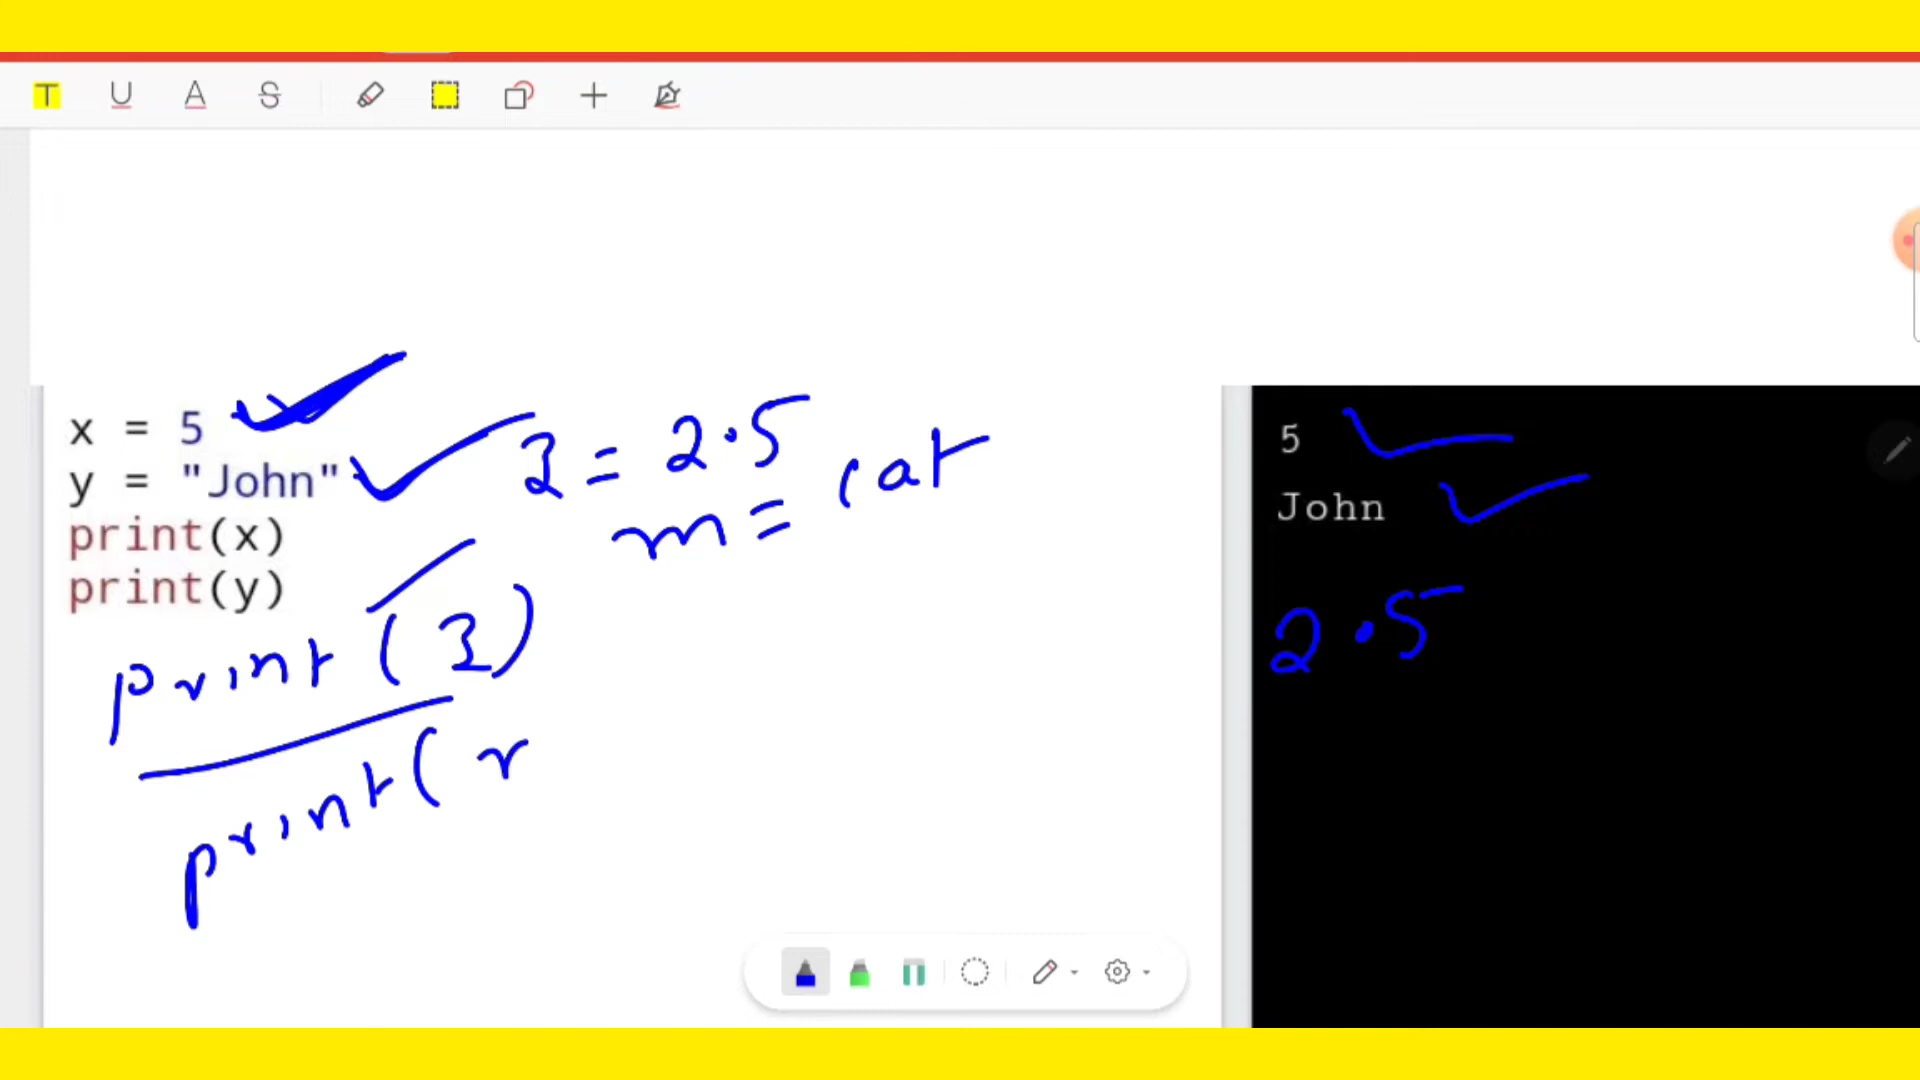 T U A S
x = 5
y = "John"
print(x)
print(y)
z = 2.5
m = cat
print(z)
print(
5
John
2.5